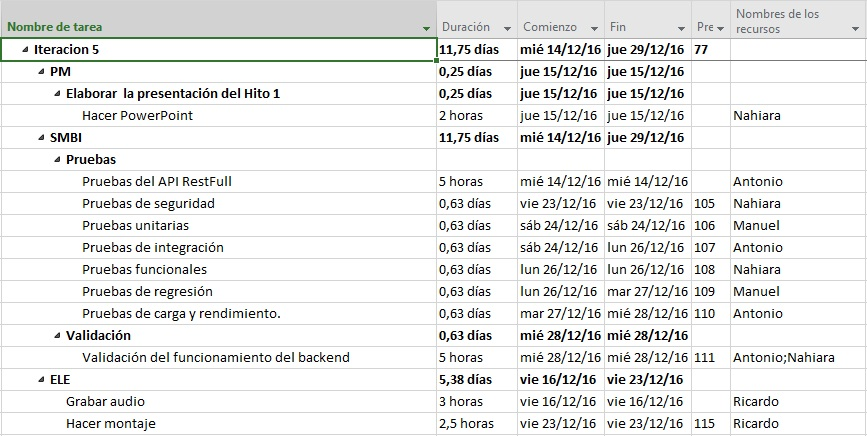 Nombre de tarea Duración Comienzo Fin Pre Nombres de los recursos
Iteracion 5 11,75 días mié 14/12/16 jue 29/12/16 77
PM 0,25 días jue 15/12/16 jue 15/12/16
Elaborar la presentación del Hito 1 0,25 días jue 15/12/16 jue 15/12/16
Hacer PowerPoint 2 horas jue 15/12/16 jue 15/12/16 Nahiara
SMBI 11,75 días mié 14/12/16 jue 29/12/16
Pruebas
Pruebas del API RestFull 5 horas mié 14/12/16 mié 14/12/16 Antonio
Pruebas de seguridad 0,63 días vie 23/12/16 vie 23/12/16 105 Nahiara
Pruebas unitarias 0,63 días sáb 24/12/16 sáb 24/12/16 106 Manuel
Pruebas de integración 0,63 días sáb 24/12/16 lun 26/12/16 107 Antonio
Pruebas funcionales 0,63 días lun 26/12/16 lun 26/12/16 108 Nahiara
Pruebas de regresión 0,63 días lun 26/12/16 mar 27/12/16 109 Manuel
Pruebas de carga y rendimiento. 0,63 días mar 27/12/16 mar 27/12/16 110 Antonio
Validación 0,63 días mié 28/12/16 mié 28/12/16
Validación del funcionamiento del backend 5 horas mié 28/12/16 mié 28/12/16 111 Antonio;Nahiara
ELE 5,38 días vie 16/12/16 vie 23/12/16
Grabar audio 3 horas vie 16/12/16 vie 16/12/16 Ricardo
Hacer montaje 2,5 horas vie 23/12/16 vie 23/12/16 115 Ricardo